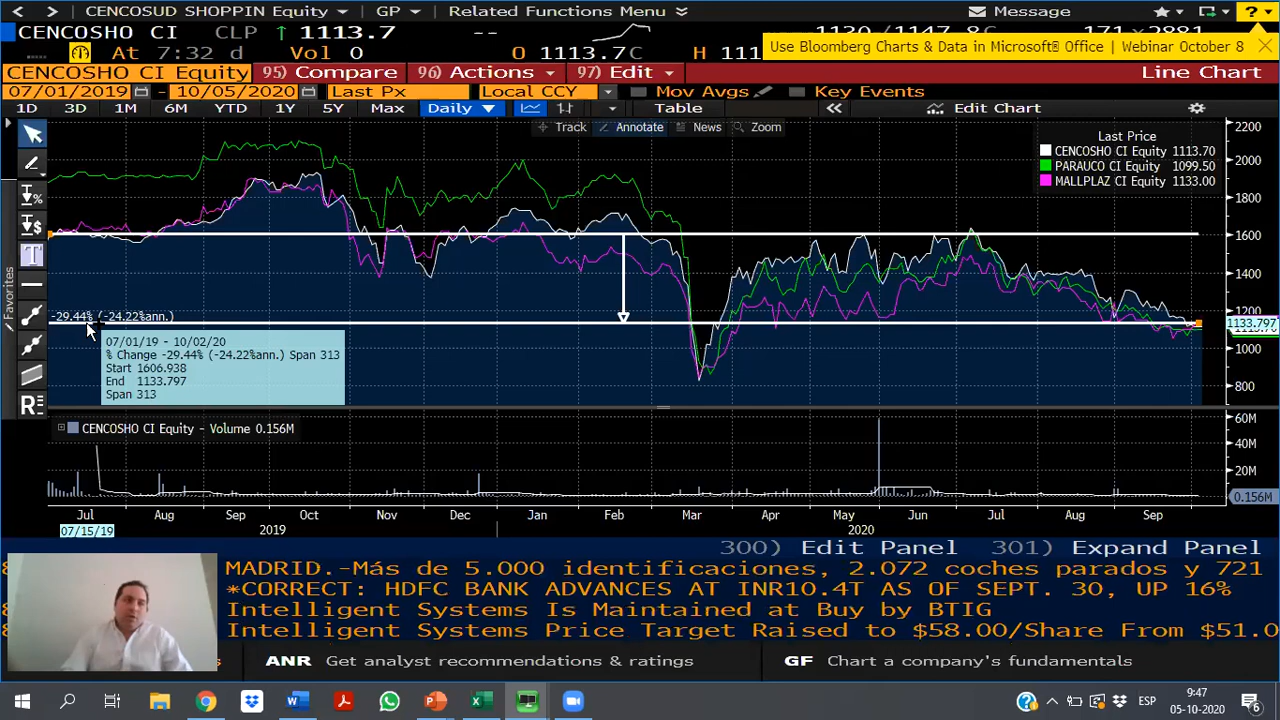 CENCOSUD SHOPPIN Equity GP Related Functions Menu Message ?
CENCOSHO CI CLP 1113.7 --
At 7:32 d Vol 0 O 1113.7C H
Use Bloomberg Charts & Data in Microsoft® Office | Webinar October 8
CENCOSHO CI Equity 95) Compare 96) Actions 97) Edit Line Chart
07/01/2019 - 10/05/2020 Last Px Local CCY Mov Avgs Key Events
1D 3D 1M 6M YTD 1Y 5Y Max Daily Table « Edit Chart
Track Annotate News Zoom
Last Price
CENCOSHO CI Equity 1113.70
PARAUCO CI Equity 1099.50
MALLPLAZ CI Equity 1133.00
2200
2000
1800
1600
1400
1200
1133.797
1000
800
Favorites
-29.44% (-24.22%ann.)
07/01/19 - 10/02/20
% Change -29.44% (-24.22%ann.) Span 313
Start 1606.938
End 1133.797
Span 313
CENCOSHO CI Equity - Volume 0.156M
60M
40M
20M
0.156M
Jul Aug Sep Oct Nov Dec Jan Feb Mar Apr May Jun Jul Aug Sep
07/15/19 2019 2020
300) Edit Panel 301) Expand Panel
MADRID.-Más de 5.000 identificaciones, 2.072 coches parados y 721
*CORRECT: HDFC BANK ADVANCES AT INR10.4T AS OF SEPT. 30, UP 16%
Intelligent Systems Is Maintained at Buy by BTIG
Intelligent Systems Price Target Raised to $58.00/Share From $51.0
ANR Get analyst recommendations & ratings GF Chart a company's fundamentals
ESP 9:47
05-10-2020 6